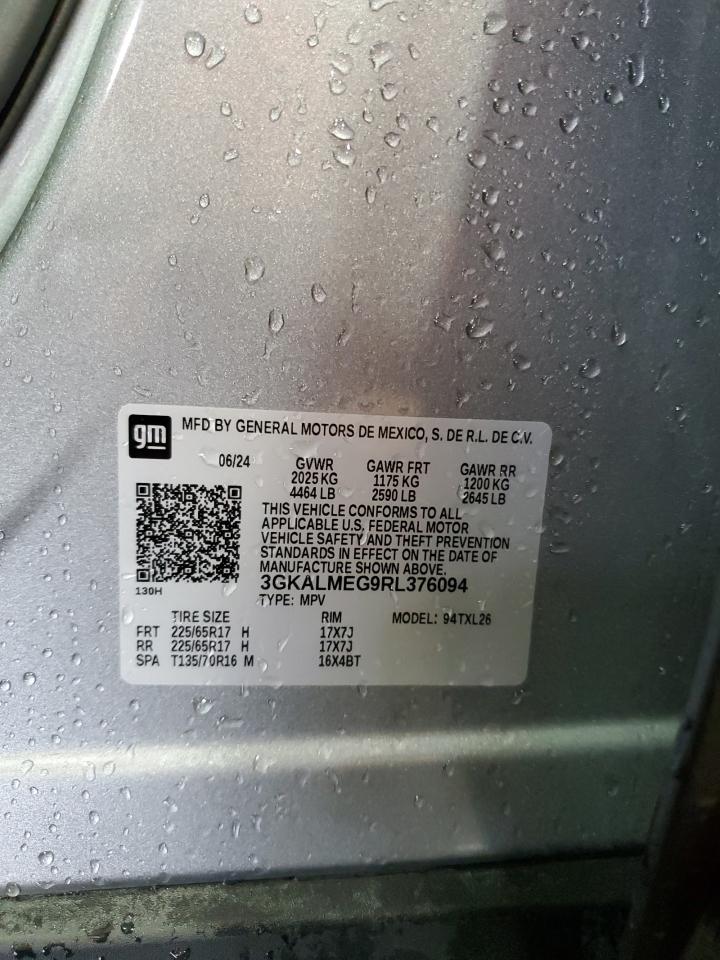 gm
MFD BY GENERAL MOTORS DE MEXICO, S. DE R.L. DE C.V.
06/24 GVWR GAWR FRT GAWR RR
2025 KG 1175 KG 1200 KG
4464 LB 2590 LB 2645 LB
THIS VEHICLE CONFORMS TO ALL
APPLICABLE U.S. FEDERAL MOTOR
VEHICLE SAFETY AND THEFT PREVENTION
STANDARDS IN EFFECT ON THE DATE OF
MANUFACTURE SHOWN ABOVE.
130H
3GKALMEG9RL376094
TYPE: MPV
TIRE SIZE RIM MODEL: 94TXL26
FRT 225/65R17 H 17X7J
RR 225/65R17 H 17X7J
SPA T135/70R16 M 16X4BT